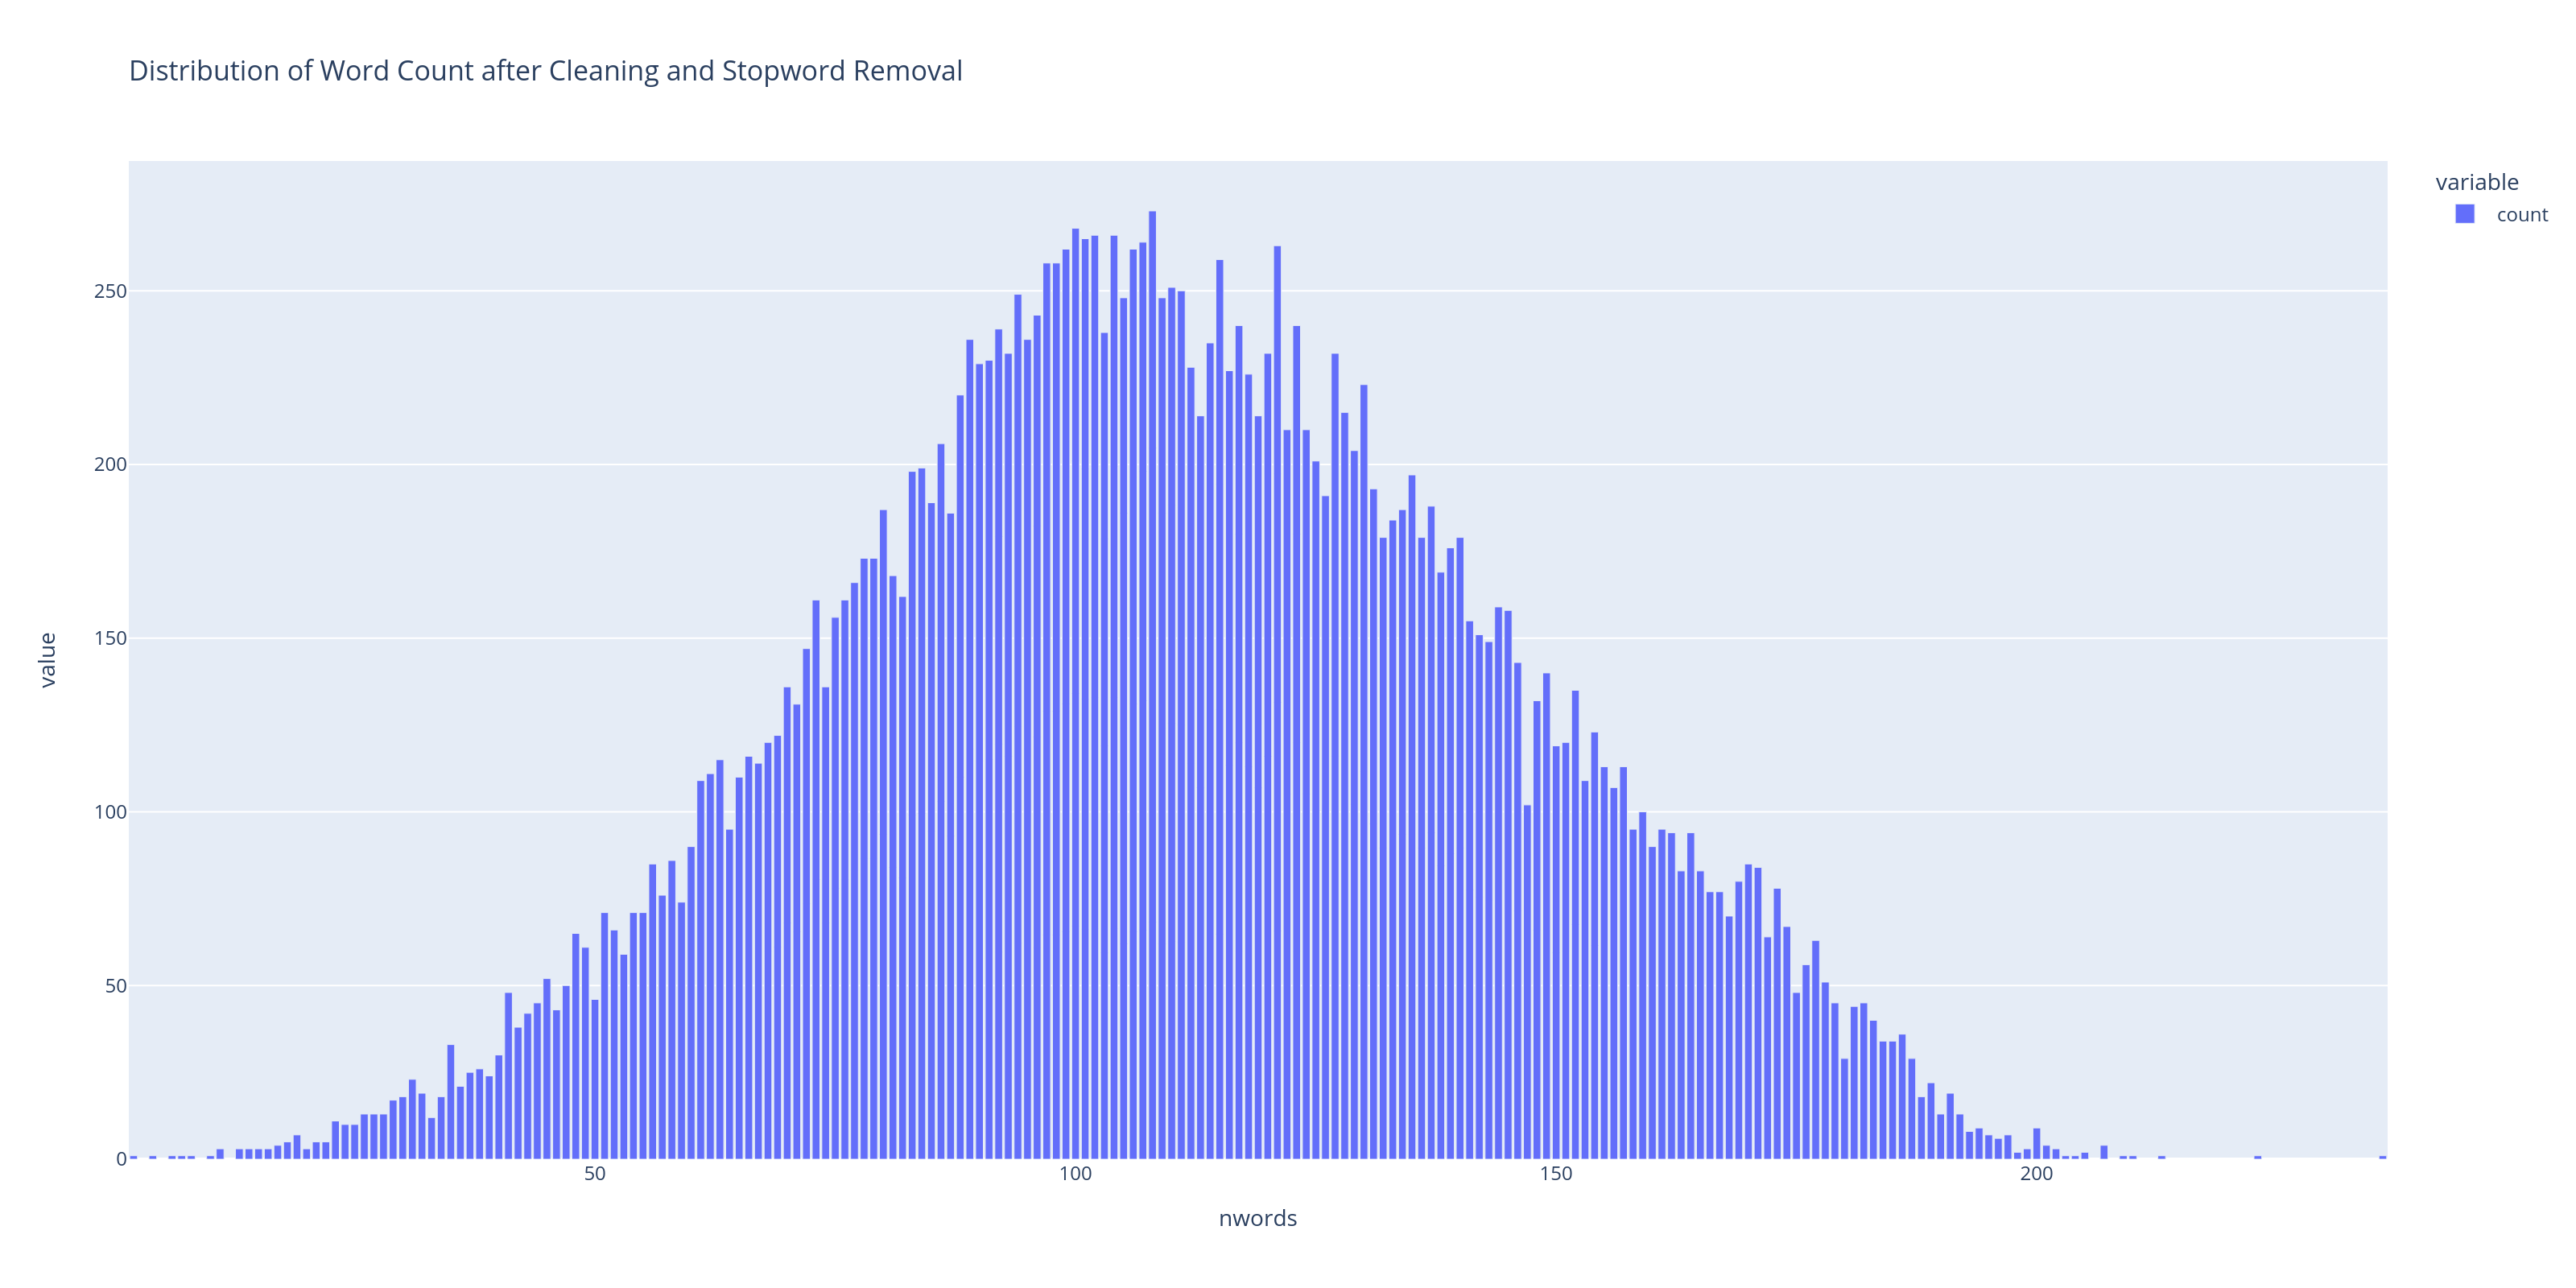 Distribution of Word Count after Cleaning and Stopword Removal
variable
count
250
200
150
100
50
0
value
50 100 150 200
nwords